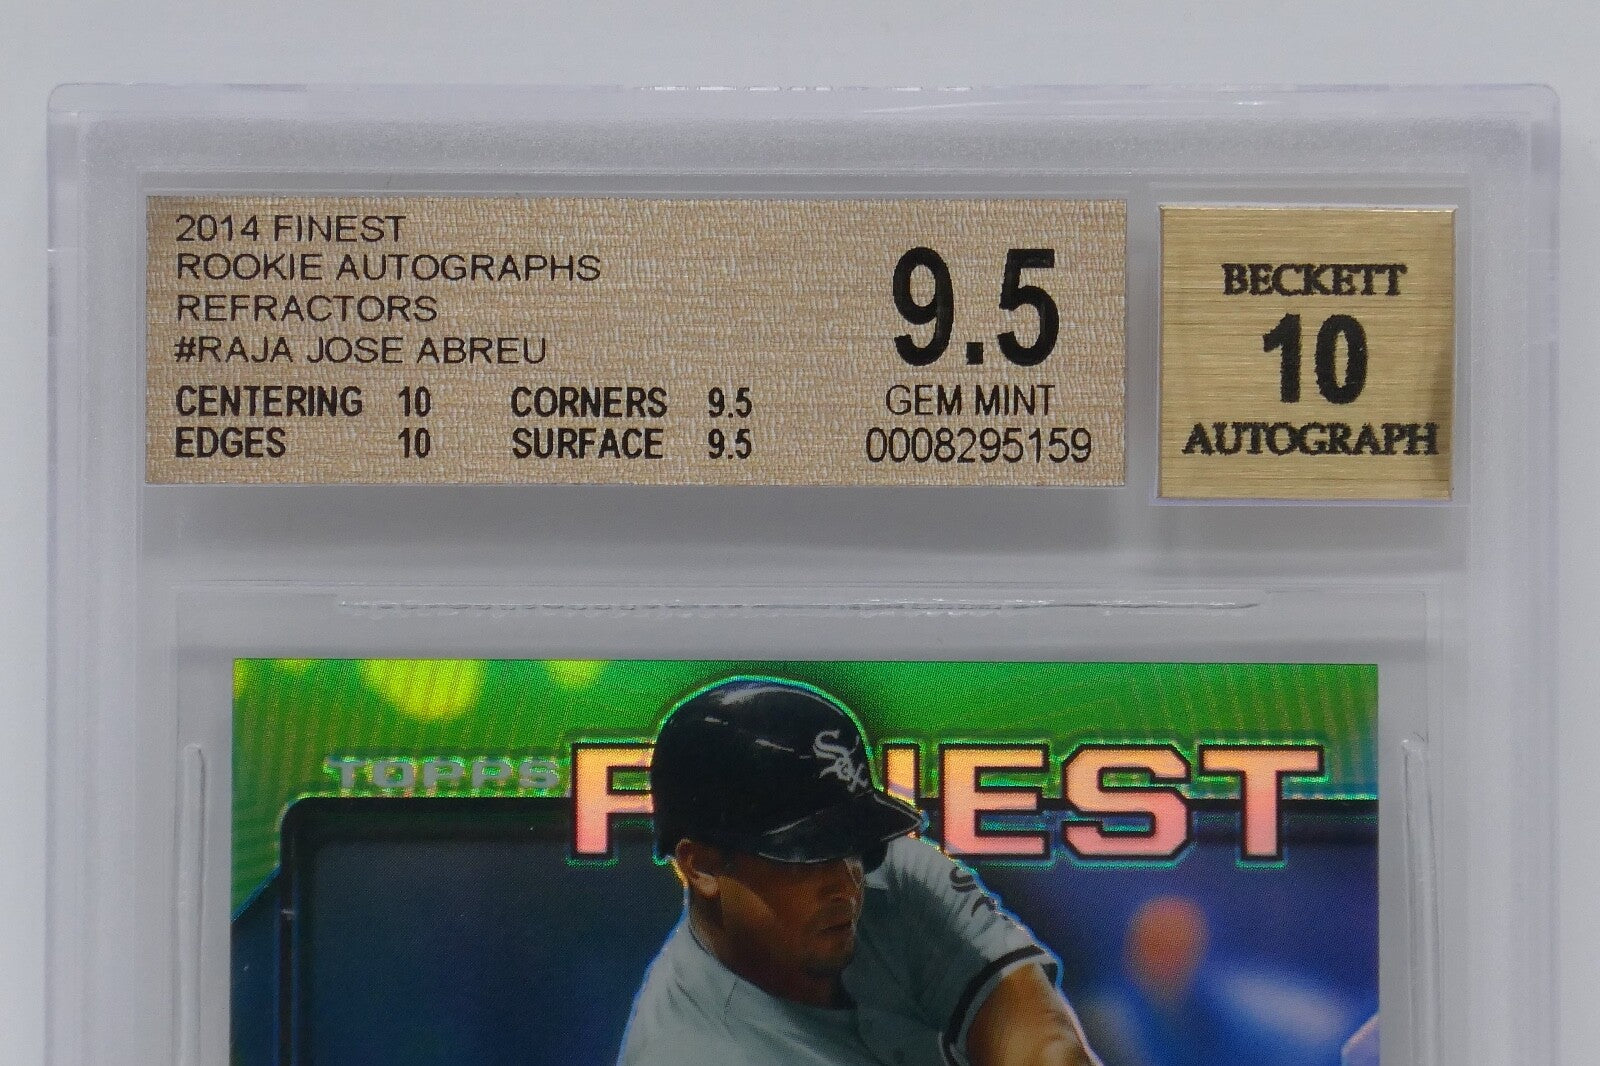 2014 FINEST
ROOKIE AUTOGRAPHS
REFRACTORS
#RAJA JOSE ABREU
CENTERING 10 CORNERS 9.5
EDGES 10 SURFACE 9.5
9.5
GEM MINT
0008295159
BECKETT
10
AUTOGRAPH
TOPPS FINEST
Sox